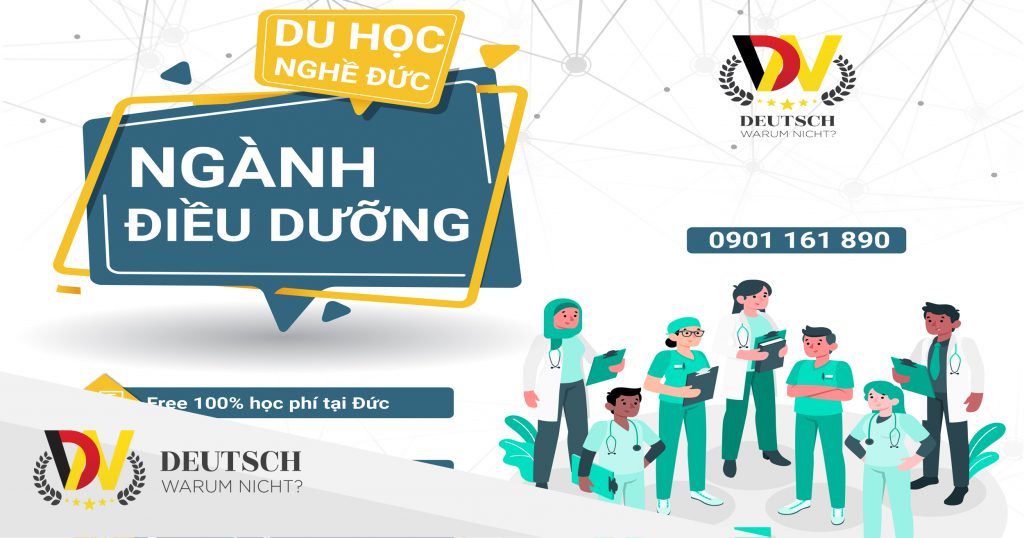 DU HỌC
NGHỀ ĐỨC
NGÀNH
ĐIỀU DƯỠNG
DEUTSCH
WARUM NICHT?
0901 161 890
Free 100% học phí tại Đức
DEUTSCH
WARUM NICHT?